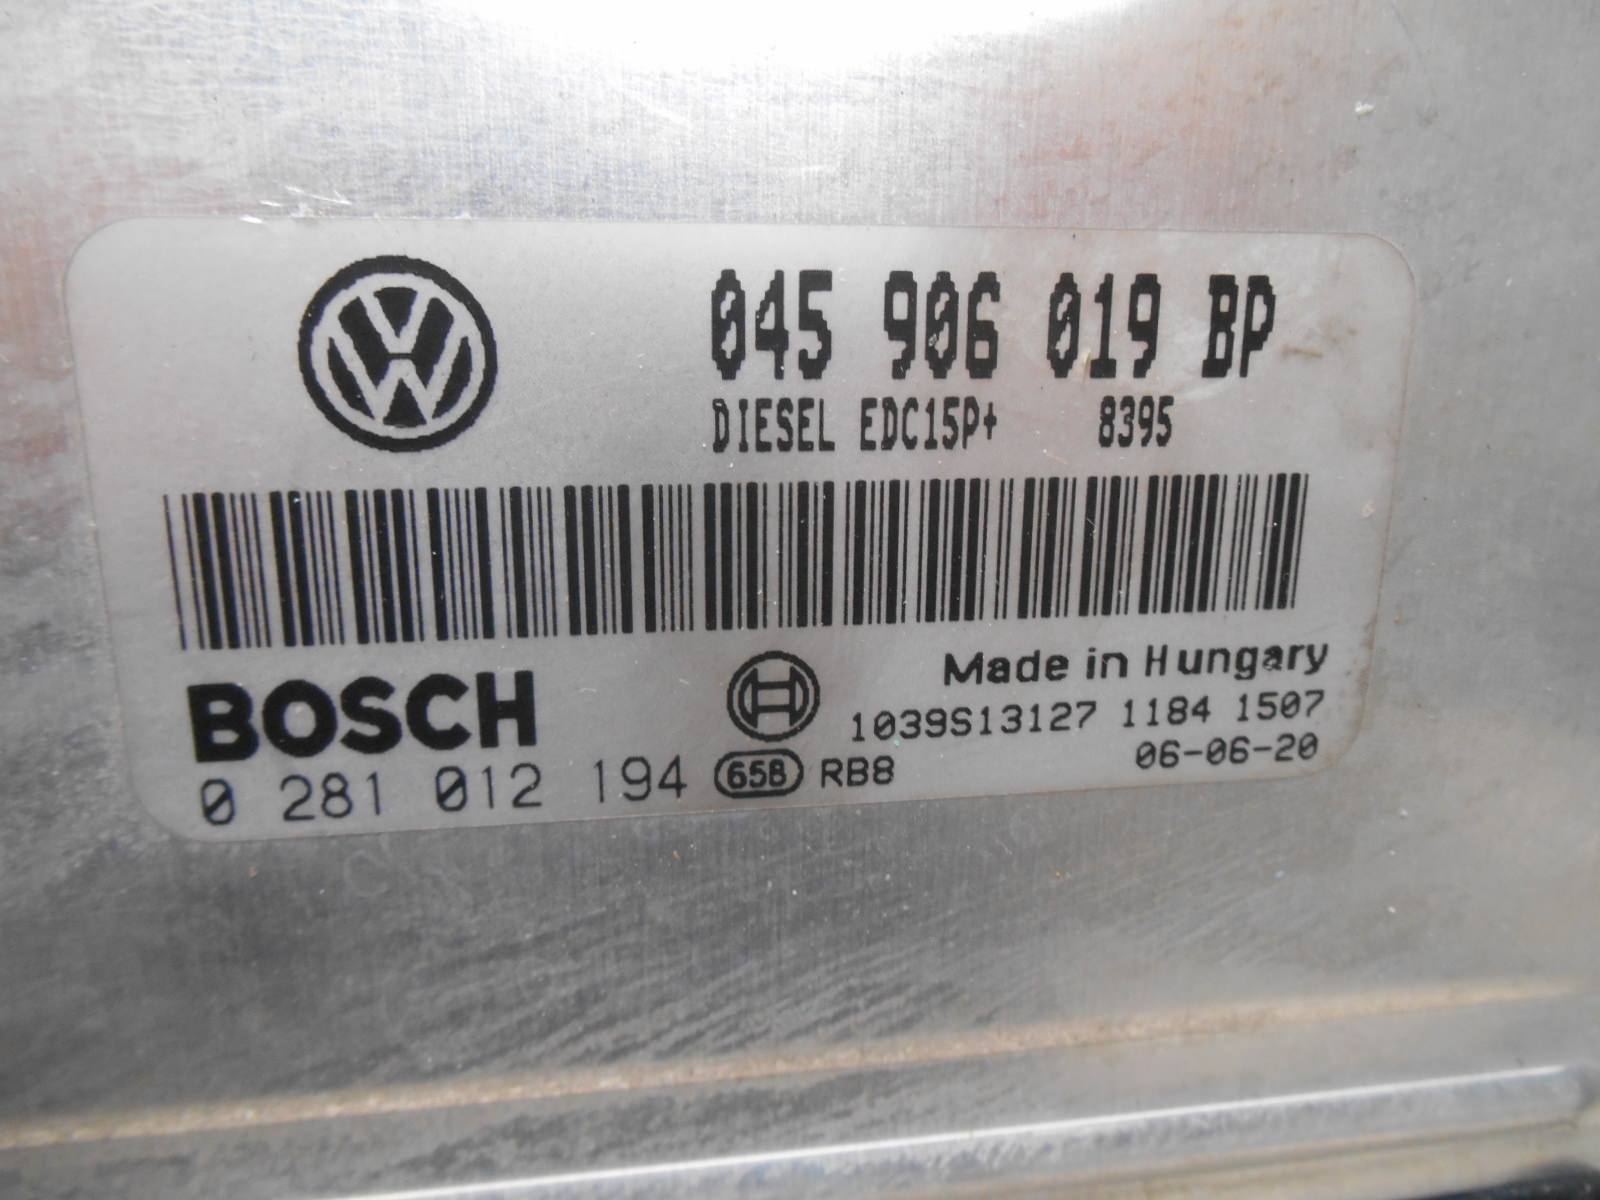 045 906 019 BP
DIESEL EDC15P+ 8395
BOSCH
Made in Hungary
1039S13127 1184 1507
0 281 012 194 65B RB8 06-06-20